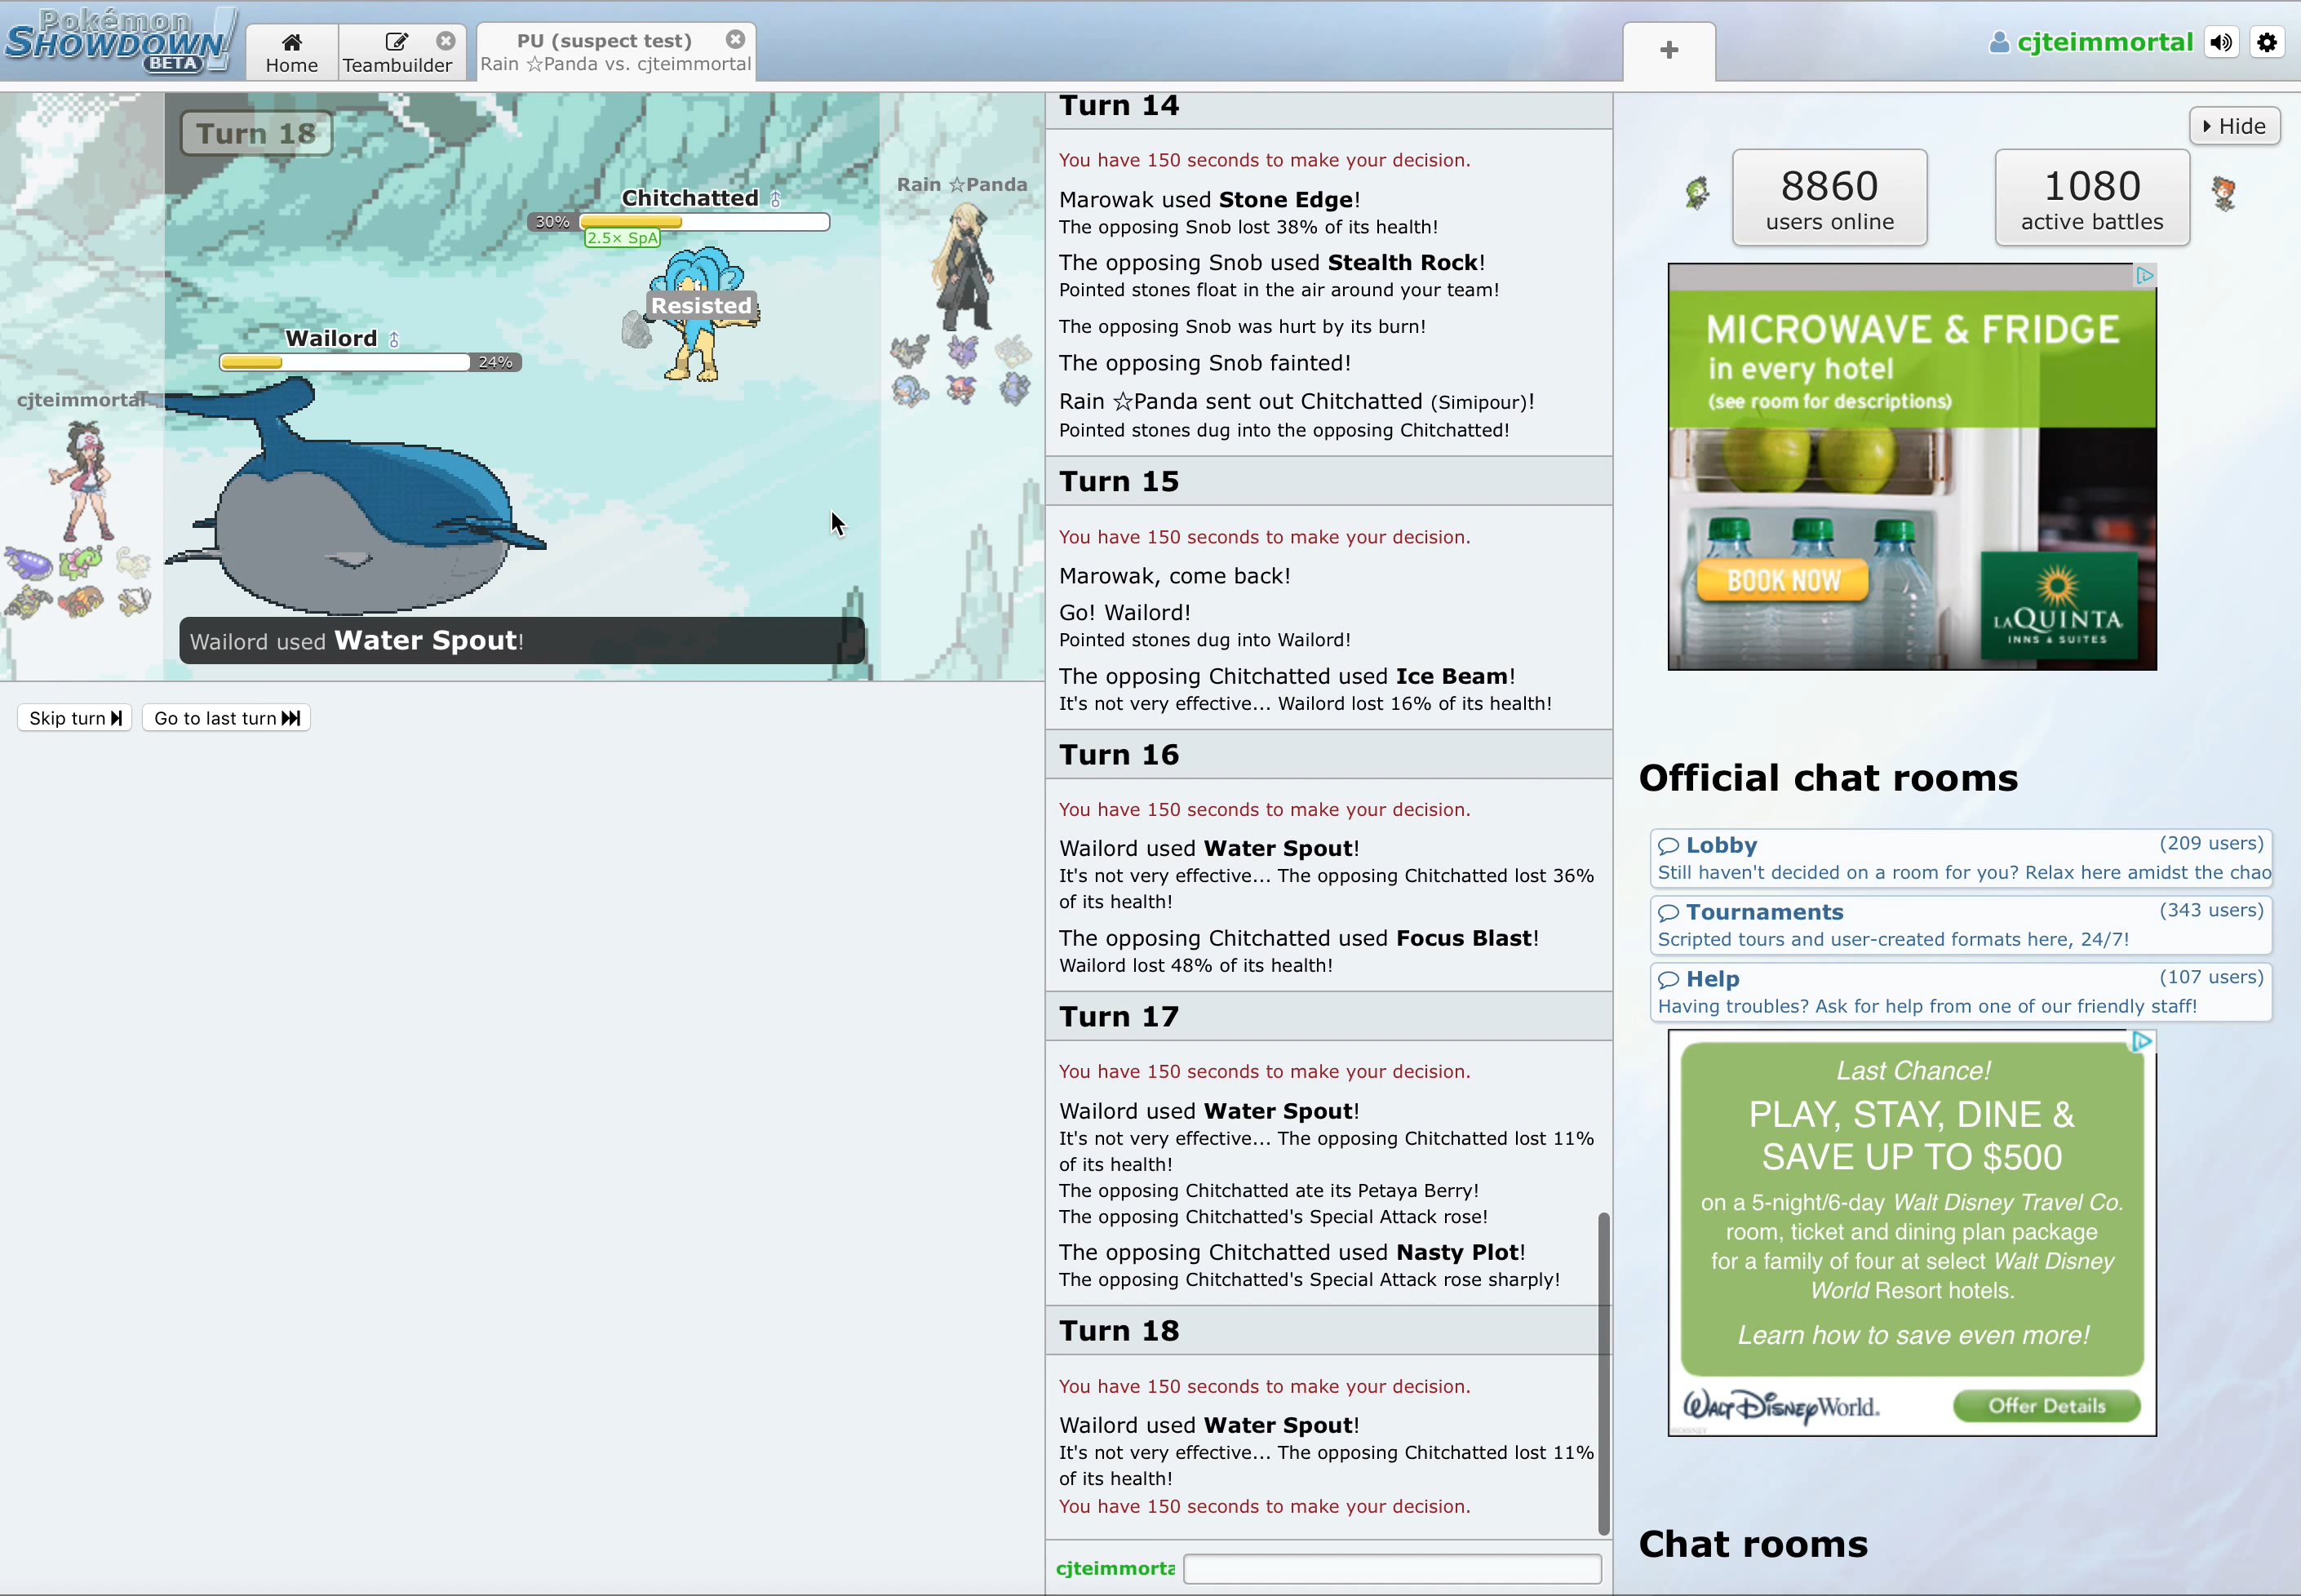 Pokémon
SHOWDOWN!
BETA
Home
Teambuilder
PU (suspect test)
Rain ☆Panda vs. cjteimmortal
+
cjteimmortal
Turn 18
Chitchatted
30%
2.5× SpA
Resisted
Rain ☆Panda
Wailord
24%
cjteimmortal
Wailord used Water Spout!
Skip turn
Go to last turn
Turn 14
You have 150 seconds to make your decision.
Marowak used Stone Edge!
The opposing Snob lost 38% of its health!
The opposing Snob used Stealth Rock!
Pointed stones float in the air around your team!
The opposing Snob was hurt by its burn!
The opposing Snob fainted!
Rain ☆Panda sent out Chitchatted (Simipour)!
Pointed stones dug into the opposing Chitchatted!
Turn 15
You have 150 seconds to make your decision.
Marowak, come back!
Go! Wailord!
Pointed stones dug into Wailord!
The opposing Chitchatted used Ice Beam!
It's not very effective... Wailord lost 16% of its health!
Turn 16
You have 150 seconds to make your decision.
Wailord used Water Spout!
It's not very effective... The opposing Chitchatted lost 36%
of its health!
The opposing Chitchatted used Focus Blast!
Wailord lost 48% of its health!
Turn 17
You have 150 seconds to make your decision.
Wailord used Water Spout!
It's not very effective... The opposing Chitchatted lost 11%
of its health!
The opposing Chitchatted ate its Petaya Berry!
The opposing Chitchatted's Special Attack rose!
The opposing Chitchatted used Nasty Plot!
The opposing Chitchatted's Special Attack rose sharply!
Turn 18
You have 150 seconds to make your decision.
Wailord used Water Spout!
It's not very effective... The opposing Chitchatted lost 11%
of its health!
You have 150 seconds to make your decision.
cjteimmorta
Hide
8860
users online
1080
active battles
MICROWAVE & FRIDGE
in every hotel
(see room for descriptions)
BOOK NOW
LAQUINTA
INNS & SUITES
Official chat rooms
Lobby
(209 users)
Still haven't decided on a room for you? Relax here amidst the chao
Tournaments
(343 users)
Scripted tours and user-created formats here, 24/7!
Help
(107 users)
Having troubles? Ask for help from one of our friendly staff!
Last Chance!
PLAY, STAY, DINE &
SAVE UP TO $500
on a 5-night/6-day Walt Disney Travel Co.
room, ticket and dining plan package
for a family of four at select Walt Disney
World Resort hotels.
Learn how to save even more!
WALT DISNEY World.
Offer Details
Chat rooms